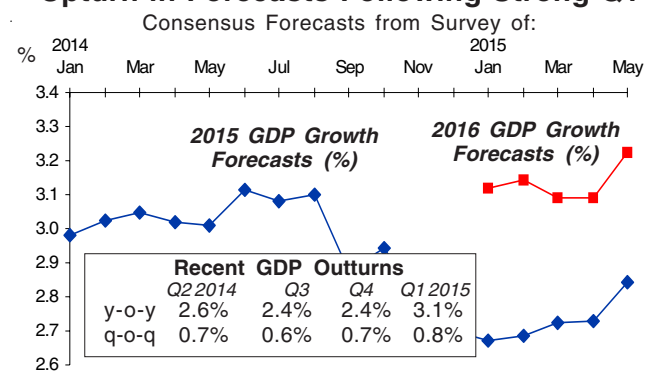 Consensus Forecasts from Survey of:
% 2014 2015
Jan Mar May Jul Sep Nov Jan Mar May
3.4
3.3
3.2
3.1
3.0
2.9
2.8
2.7
2.6
2015 GDP Growth
Forecasts (%)
2016 GDP Growth
Forecasts (%)
Recent GDP Outturns
Q2 2014 Q3 Q4 Q1 2015
y-o-y 2.6% 2.4% 2.4% 3.1%
q-o-q 0.7% 0.6% 0.7% 0.8%